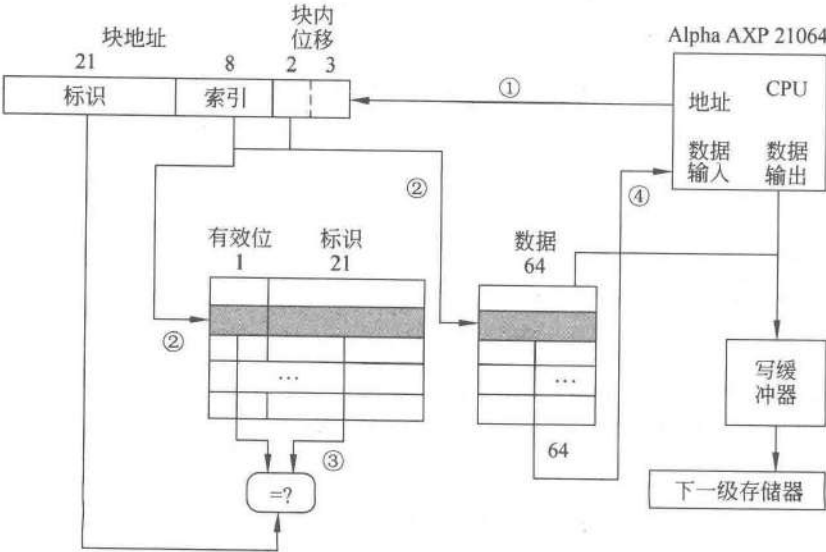 块地址
块内
位移
Alpha AXP 21064
21
8
2
3
标识
索引
①
地址
CPU
数据
输入
数据
输出
②
④
有效位
标识
数据
1
21
64
②
…
…
写缓
冲器
③
64
=?
下一级存储器